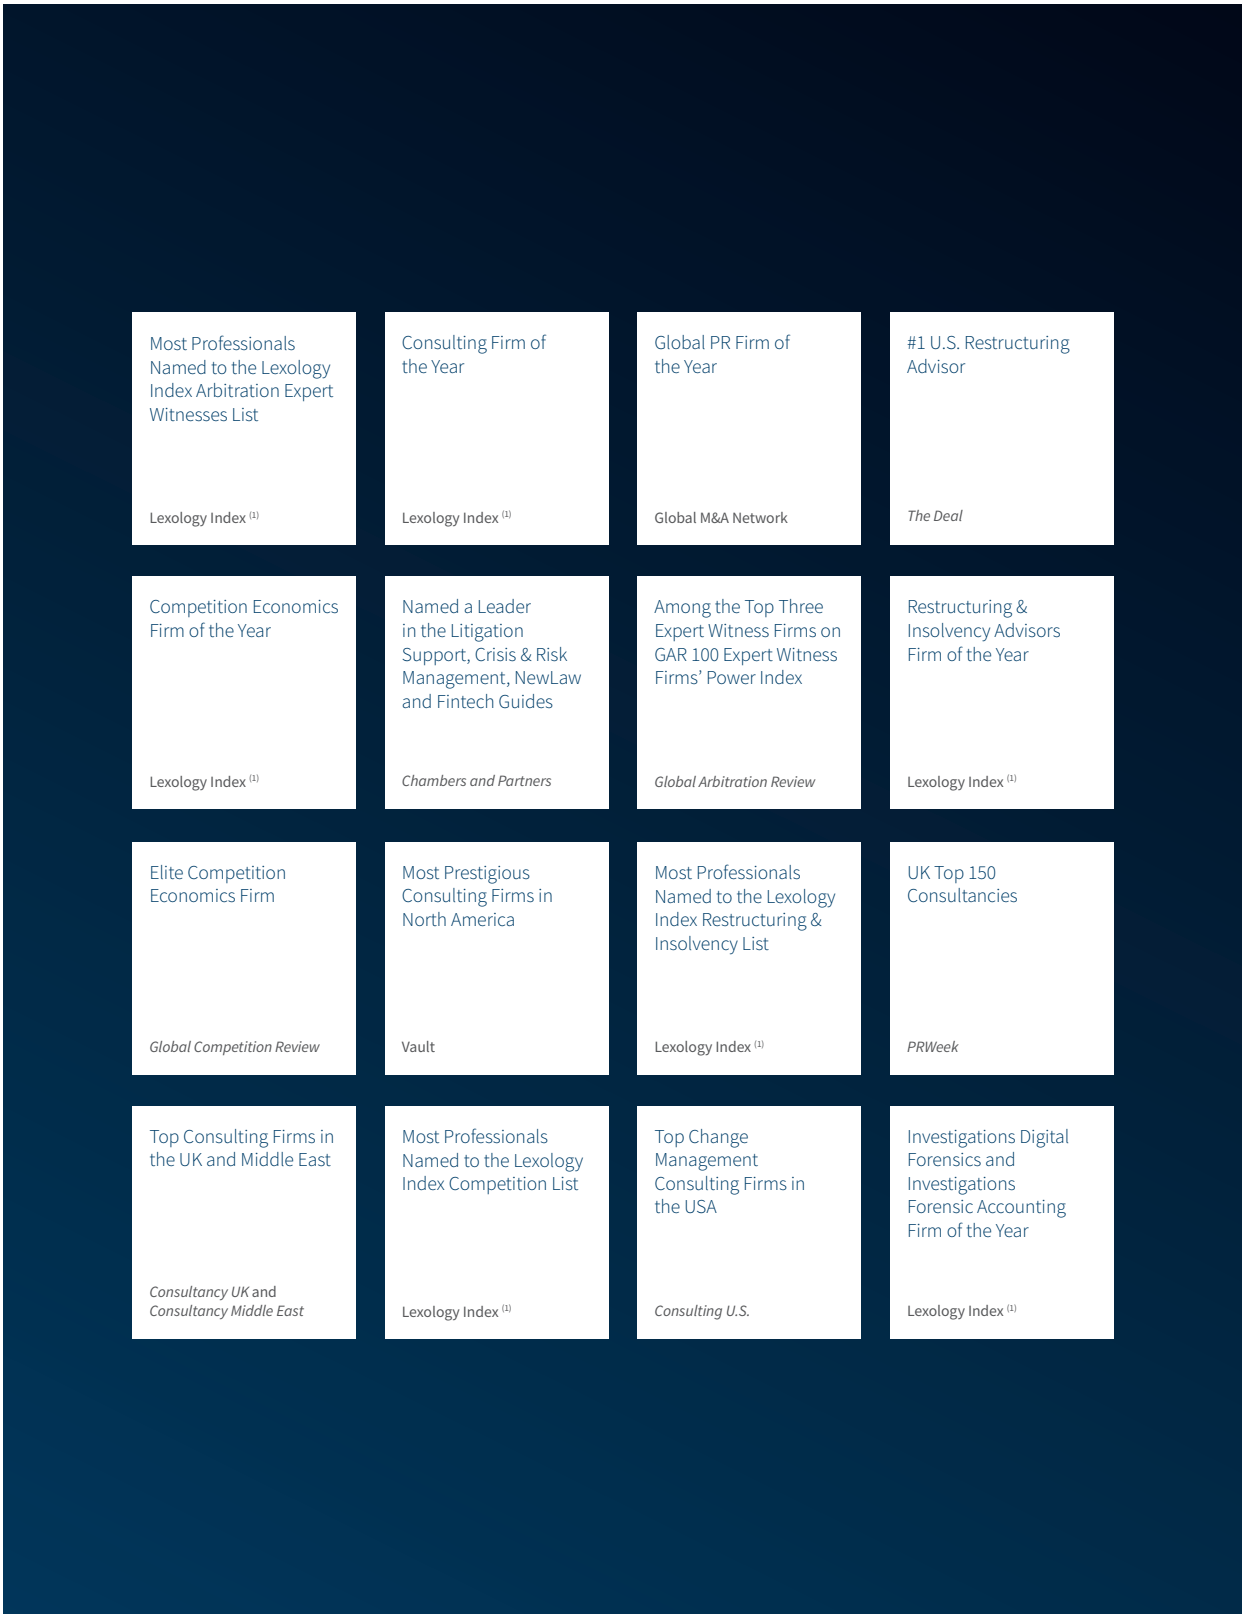 Most Professionals
Named to the Lexology
Index Arbitration Expert
Witnesses List
Lexology Index (1)
Consulting Firm of
the Year
Lexology Index (1)
Global PR Firm of
the Year
Global M&A Network
#1 U.S. Restructuring
Advisor
The Deal
Competition Economics
Firm of the Year
Lexology Index (1)
Named a Leader
in the Litigation
Support, Crisis & Risk
Management, NewLaw
and Fintech Guides
Chambers and Partners
Among the Top Three
Expert Witness Firms on
GAR 100 Expert Witness
Firms’ Power Index
Global Arbitration Review
Restructuring &
Insolvency Advisors
Firm of the Year
Lexology Index (1)
Elite Competition
Economics Firm
Global Competition Review
Most Prestigious
Consulting Firms in
North America
Vault
Most Professionals
Named to the Lexology
Index Restructuring &
Insolvency List
Lexology Index (1)
UK Top 150
Consultancies
PRWeek
Top Consulting Firms in
the UK and Middle East
Consultancy UK and
Consultancy Middle East
Most Professionals
Named to the Lexology
Index Competition List
Lexology Index (1)
Top Change
Management
Consulting Firms in
the USA
Consulting U.S.
Investigations Digital
Forensics and
Investigations
Forensic Accounting
Firm of the Year
Lexology Index (1)